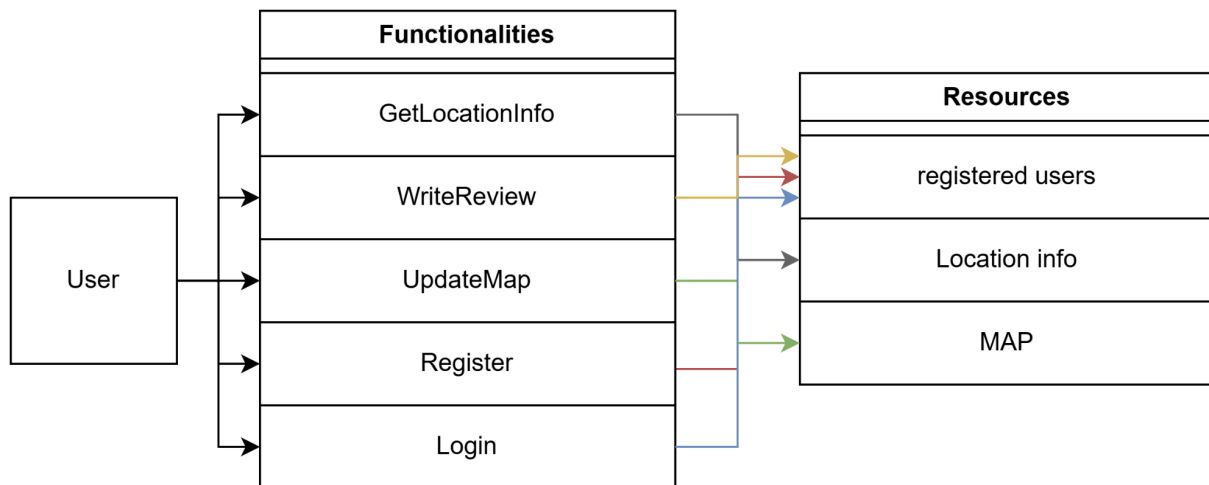 Functionalities
GetLocationInfo
WriteReview
UpdateMap
Register
Login
User
Resources
registered users
Location info
MAP